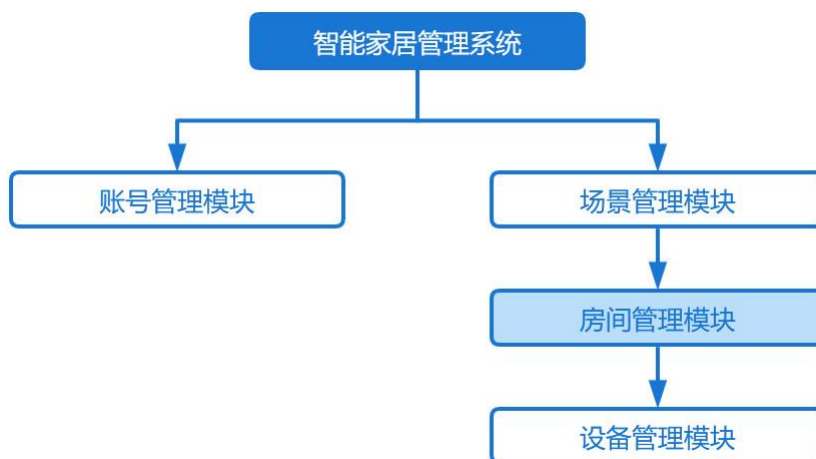 智能家居管理系统
账号管理模块
场景管理模块
房间管理模块
设备管理模块